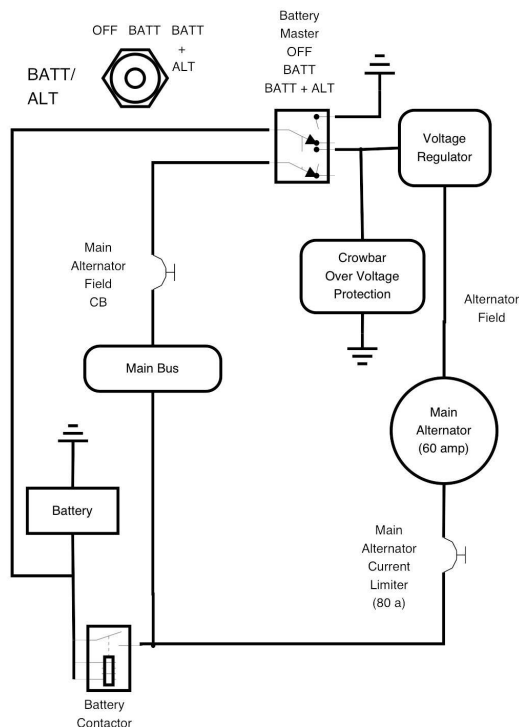 OFF BATT BATT
+
ALT
BATT/
ALT
Battery
Master
OFF
BATT
BATT + ALT
Voltage
Regulator
Main
Alternator
Field
CB
Crowbar
Over Voltage
Protection
Alternator
Field
Main Bus
Main
Alternator
(60 amp)
Battery
Main
Alternator
Current
Limiter
(80 a)
Battery
Contactor